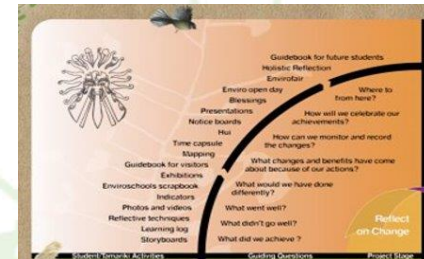 Guidebook for future students
Holistic Reflection
Envirofair
Enviro open day
Blessings
Presentations
Notice boards
Hui
Time capsule
Mapping
Guidebook for visitors
Exhibitions
Enviroschools scrapbook
Indicators
Photos and videos
Reflective techniques
Learning log
Storyboards
Where to
from here?
How will we celebrate our
achievements?
How can we monitor and record
the changes?
What changes and benefits have come
about because of our actions?
What would we have done
differently?
What went well?
What didn't go well?
What did we achieve ?
Reflect
on Change
Student/Tamariki Activities
Guiding Questions
Project Stage